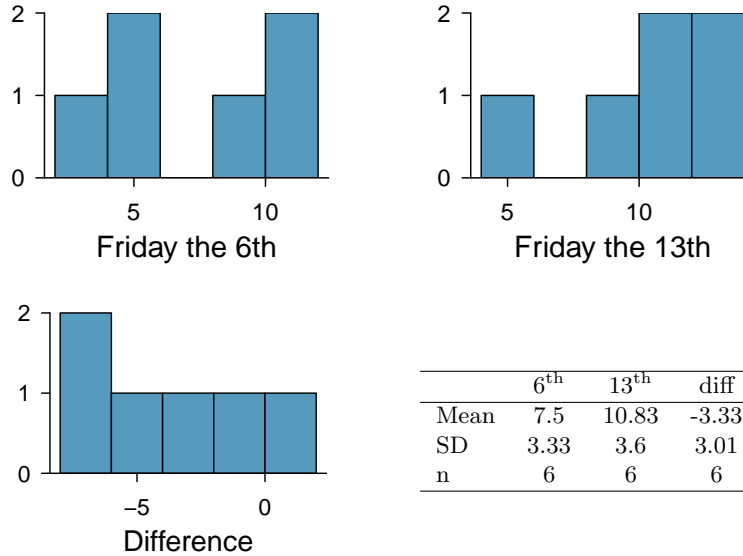 2
1
0
5 10
Friday the 6th
2
1
0
5 10
Friday the 13th
2
1
0
−5 0
Difference
6th 13th diff
Mean 7.5 10.83 -3.33
SD 3.33 3.6 3.01
n 6 6 6